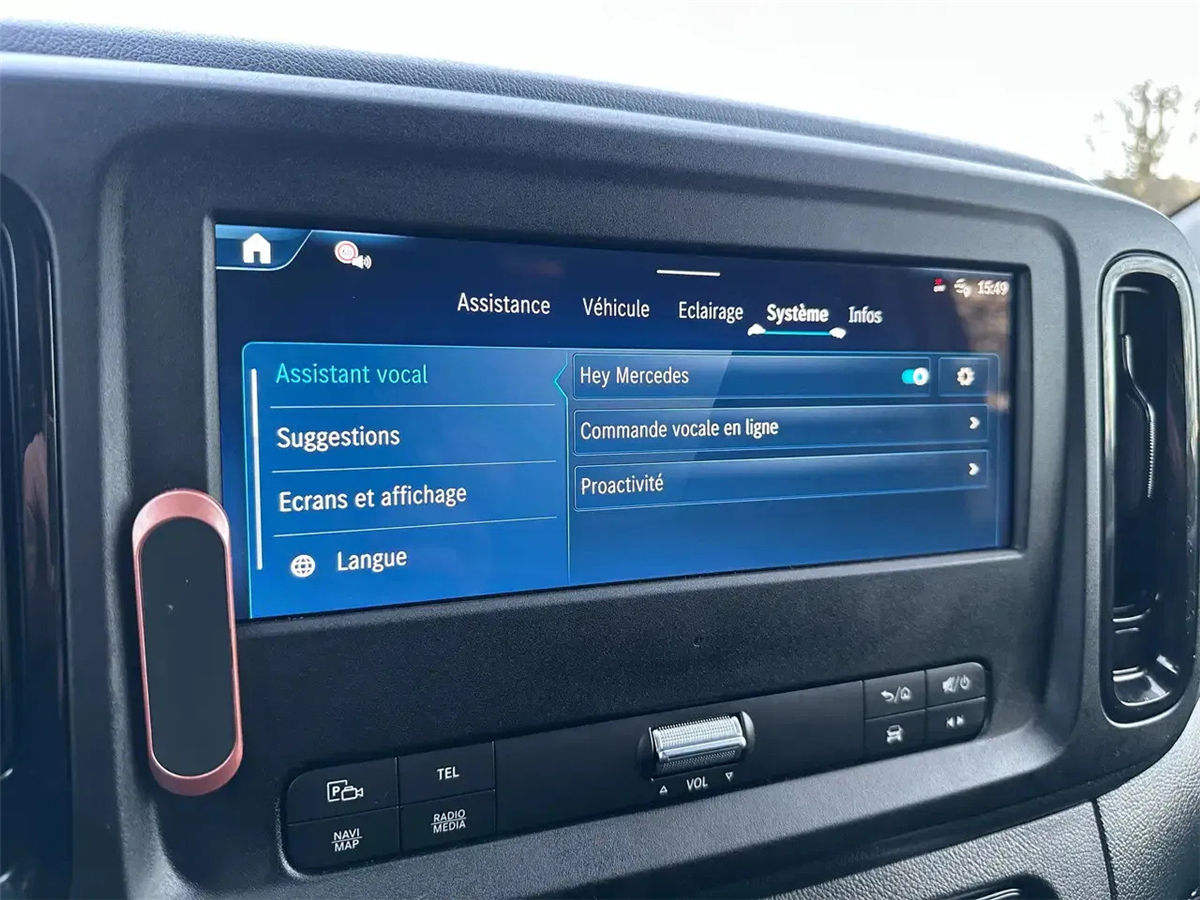 15:49
Assistance Véhicule Eclairage Système Infos
Assistant vocal
Suggestions
Ecrans et affichage
Langue
Hey Mercedes
Commande vocale en ligne
Proactivité
P
TEL
NAVI
MAP
RADIO
MEDIA
VOL